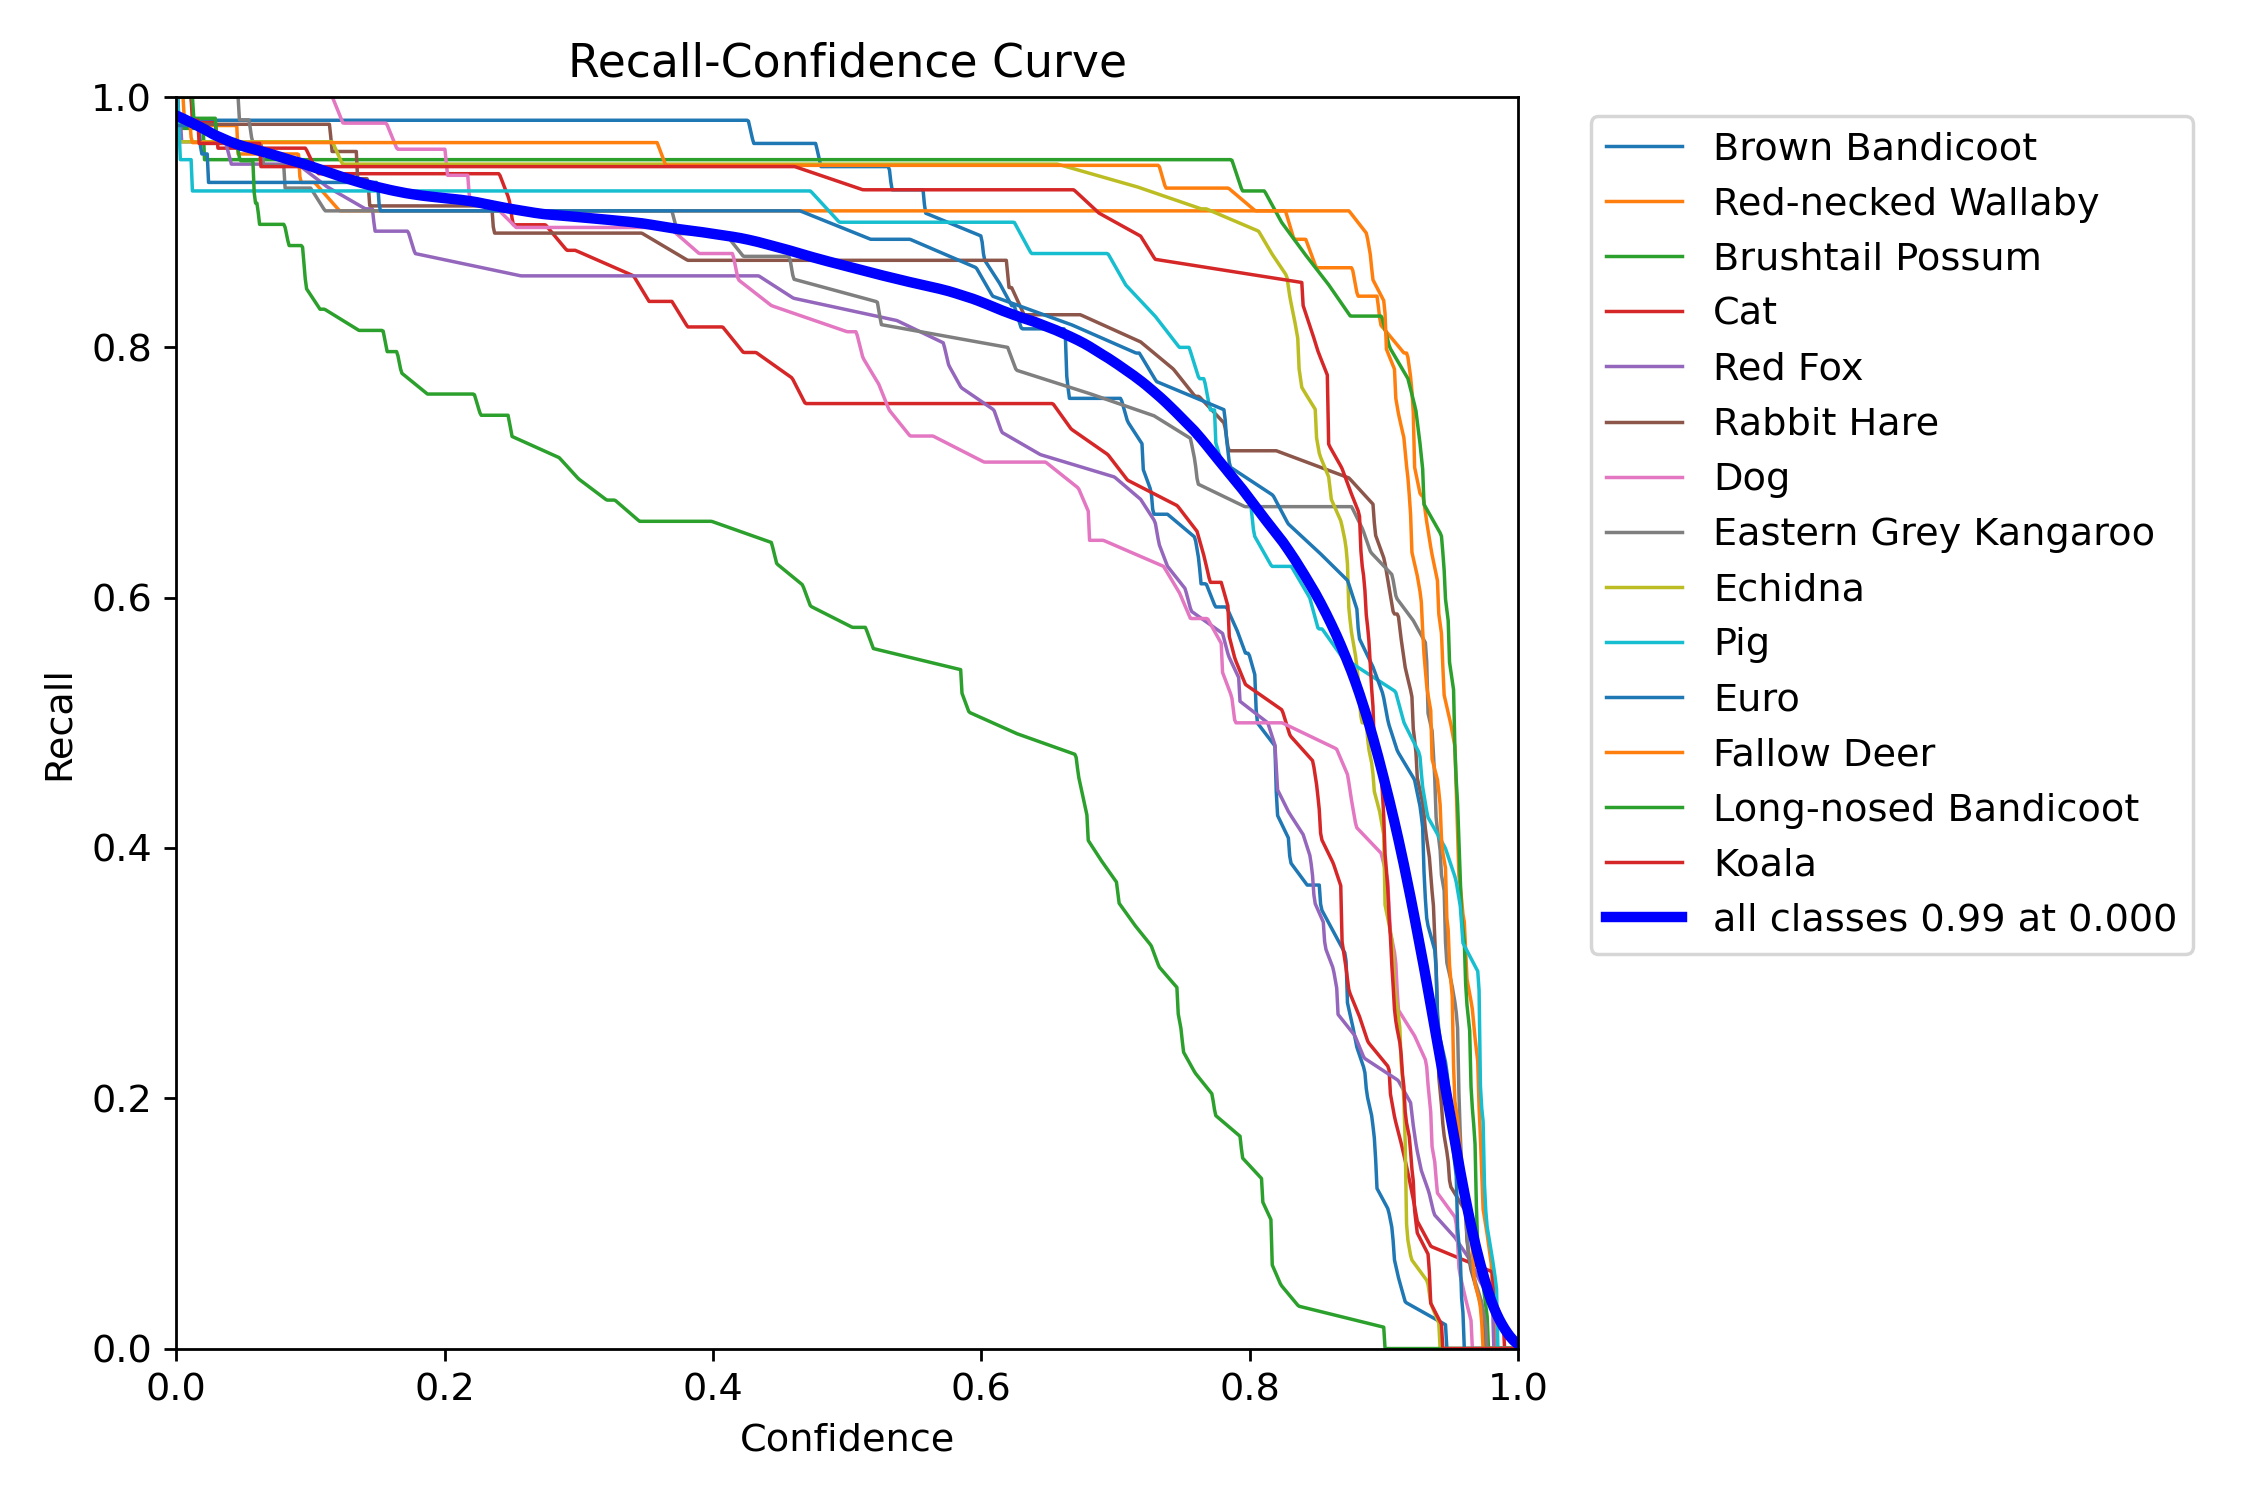 Recall-Confidence Curve
1.0
0.8
0.6
0.4
0.2
0.0
Recall
0.0 0.2 0.4 0.6 0.8 1.0
Confidence
Brown Bandicoot
Red-necked Wallaby
Brushtail Possum
Cat
Red Fox
Rabbit Hare
Dog
Eastern Grey Kangaroo
Echidna
Pig
Euro
Fallow Deer
Long-nosed Bandicoot
Koala
all classes 0.99 at 0.000